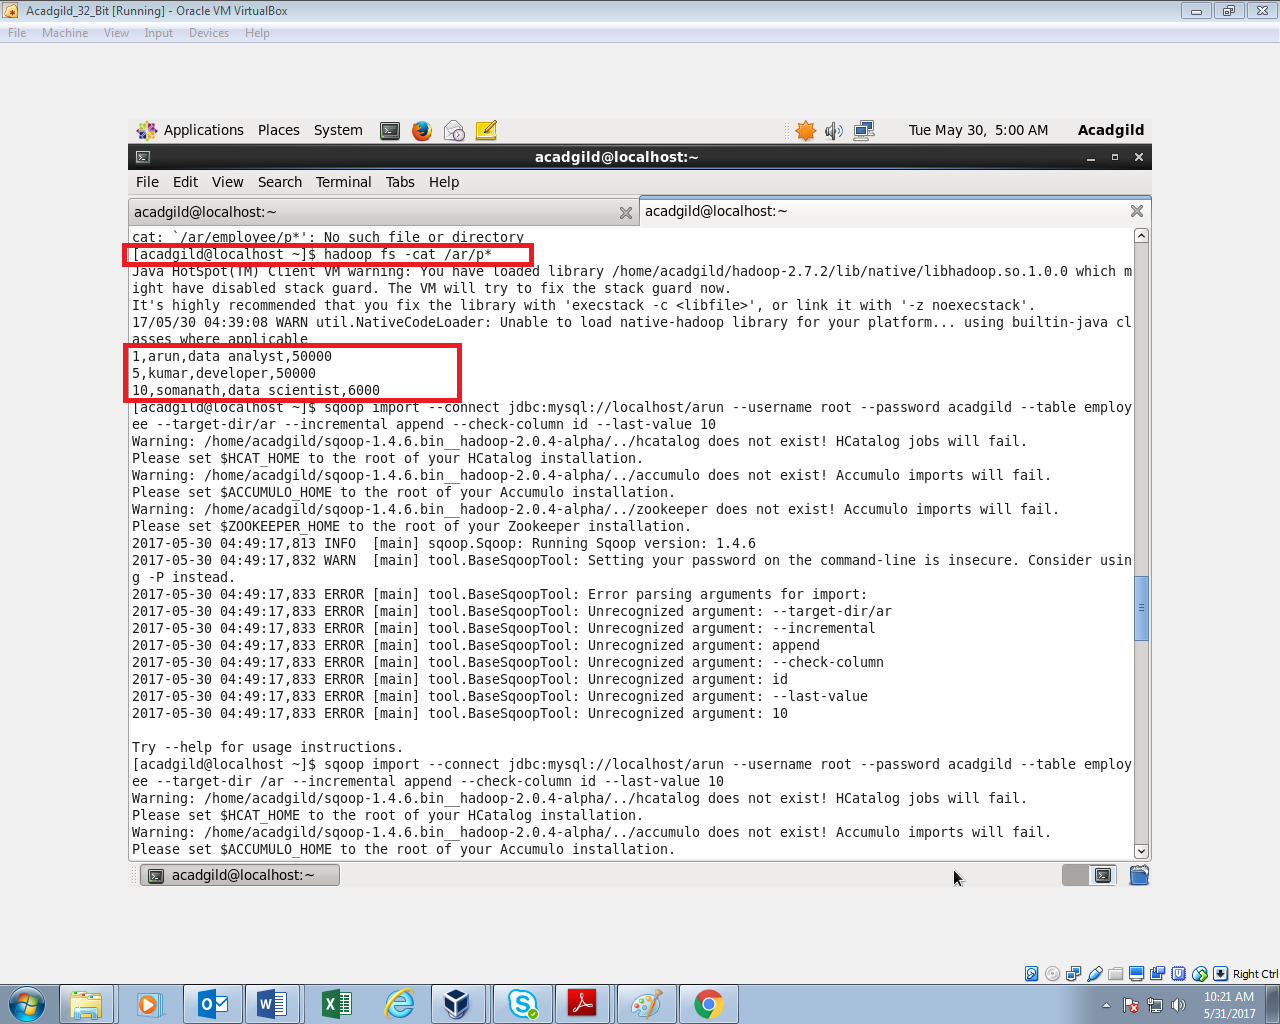 Acadgild_32_Bit [Running] - Oracle VM VirtualBox
File Machine View Input Devices Help
Applications Places System Tue May 30, 5:00 AM Acadgild
acadgild@localhost:~
File Edit View Search Terminal Tabs Help
acadgild@localhost:~ acadgild@localhost:~
cat: `/ar/employee/p*': No such file or directory
[acadgild@localhost ~]$ hadoop fs -cat /ar/p*
Java HotSpot(TM) Client VM warning: You have loaded library /home/acadgild/hadoop-2.7.2/lib/native/libhadoop.so.1.0.0 which m
ight have disabled stack guard. The VM will try to fix the stack guard now.
It's highly recommended that you fix the library with 'execstack -c <libfile>', or link it with '-z noexecstack'.
17/05/30 04:39:08 WARN util.NativeCodeLoader: Unable to load native-hadoop library for your platform... using builtin-java cl
asses where applicable
1,arun,data analyst,50000
5,kumar,developer,50000
10,somanath,data scientist,6000
[acadgild@localhost ~]$ sqoop import --connect jdbc:mysql://localhost/arun --username root --password acadgild --table employ
ee --target-dir/ar --incremental append --check-column id --last-value 10
Warning: /home/acadgild/sqoop-1.4.6.bin__hadoop-2.0.4-alpha/../hcatalog does not exist! HCatalog jobs will fail.
Please set $HCAT_HOME to the root of your HCatalog installation.
Warning: /home/acadgild/sqoop-1.4.6.bin__hadoop-2.0.4-alpha/../accumulo does not exist! Accumulo imports will fail.
Please set $ACCUMULO_HOME to the root of your Accumulo installation.
Warning: /home/acadgild/sqoop-1.4.6.bin__hadoop-2.0.4-alpha/../zookeeper does not exist! Accumulo imports will fail.
Please set $ZOOKEEPER_HOME to the root of your Zookeeper installation.
2017-05-30 04:49:17,813 INFO  [main] sqoop.Sqoop: Running Sqoop version: 1.4.6
2017-05-30 04:49:17,832 WARN  [main] tool.BaseSqoopTool: Setting your password on the command-line is insecure. Consider usin
g -P instead.
2017-05-30 04:49:17,833 ERROR [main] tool.BaseSqoopTool: Error parsing arguments for import:
2017-05-30 04:49:17,833 ERROR [main] tool.BaseSqoopTool: Unrecognized argument: --target-dir/ar
2017-05-30 04:49:17,833 ERROR [main] tool.BaseSqoopTool: Unrecognized argument: --incremental
2017-05-30 04:49:17,833 ERROR [main] tool.BaseSqoopTool: Unrecognized argument: append
2017-05-30 04:49:17,833 ERROR [main] tool.BaseSqoopTool: Unrecognized argument: --check-column
2017-05-30 04:49:17,833 ERROR [main] tool.BaseSqoopTool: Unrecognized argument: id
2017-05-30 04:49:17,833 ERROR [main] tool.BaseSqoopTool: Unrecognized argument: --last-value
2017-05-30 04:49:17,833 ERROR [main] tool.BaseSqoopTool: Unrecognized argument: 10
Try --help for usage instructions.
[acadgild@localhost ~]$ sqoop import --connect jdbc:mysql://localhost/arun --username root --password acadgild --table employ
ee --target-dir /ar --incremental append --check-column id --last-value 10
Warning: /home/acadgild/sqoop-1.4.6.bin__hadoop-2.0.4-alpha/../hcatalog does not exist! HCatalog jobs will fail.
Please set $HCAT_HOME to the root of your HCatalog installation.
Warning: /home/acadgild/sqoop-1.4.6.bin__hadoop-2.0.4-alpha/../accumulo does not exist! Accumulo imports will fail.
Please set $ACCUMULO_HOME to the root of your Accumulo installation.
acadgild@localhost:~
Right Ctrl
10:21 AM
5/31/2017